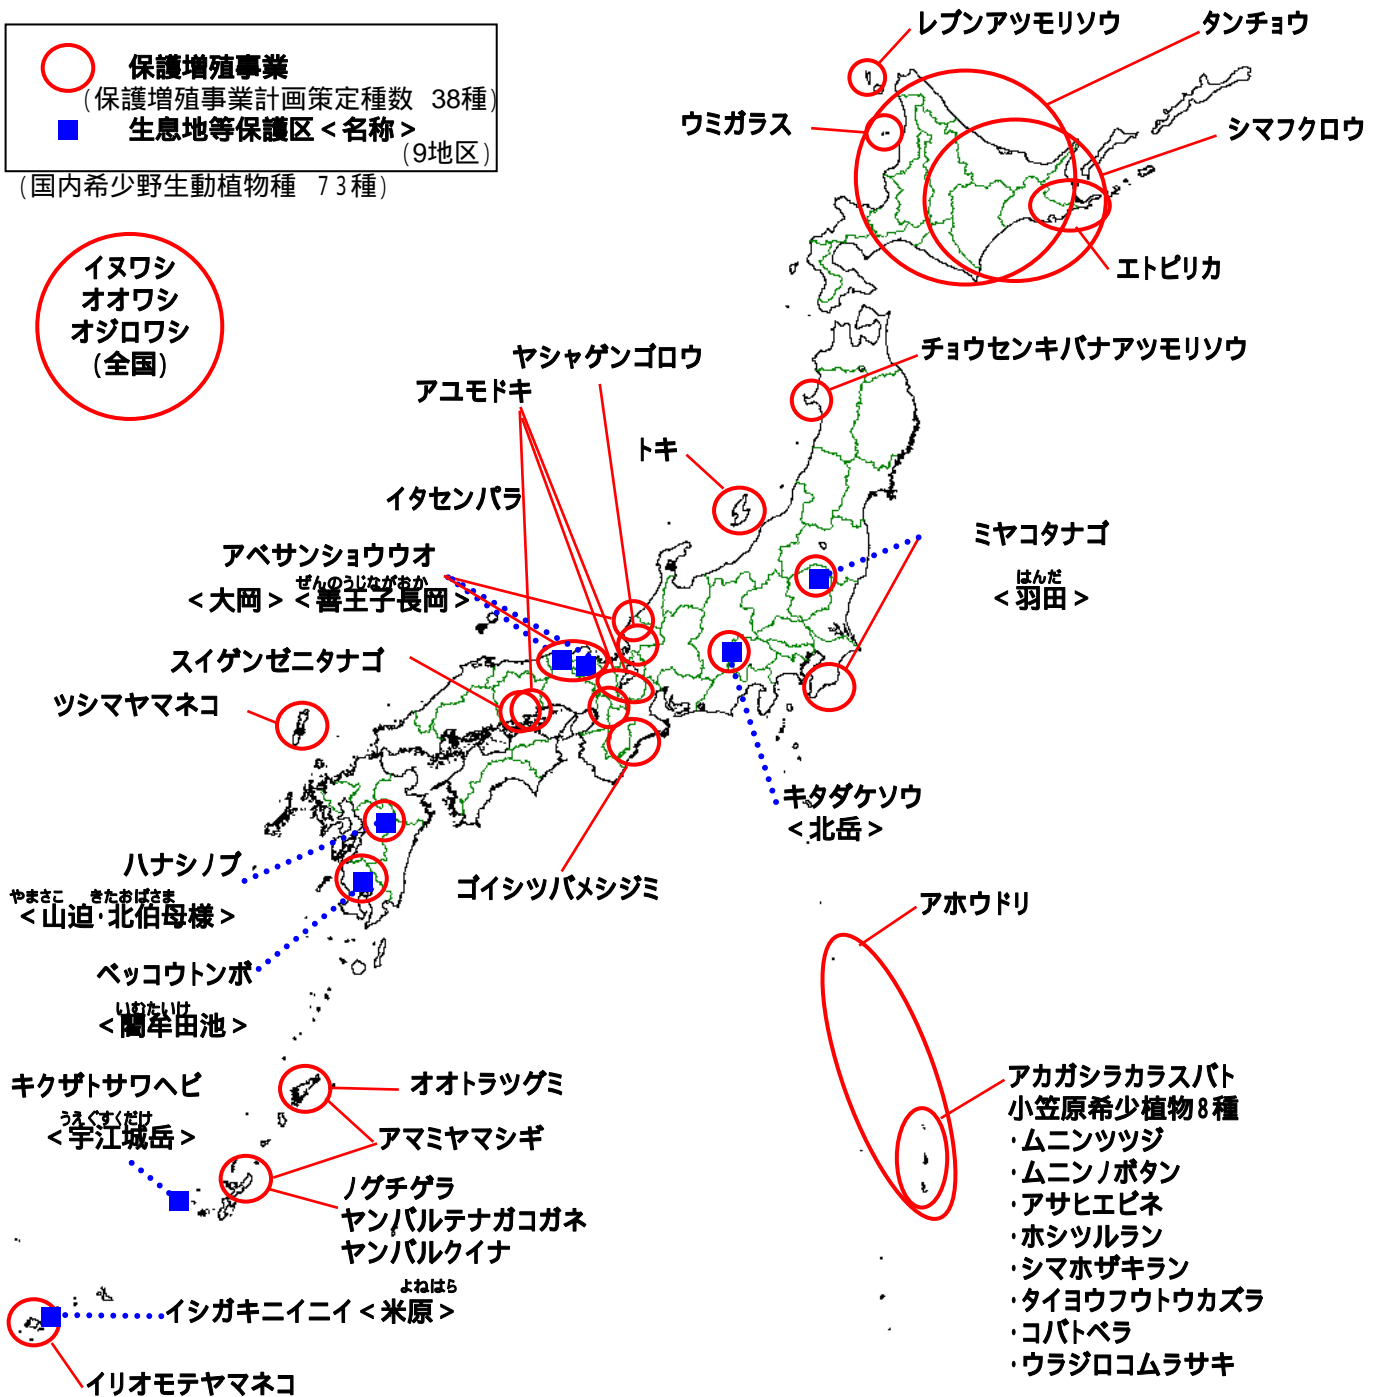 保護増殖事業
(保護増殖事業計画策定種数 38種)
生息地等保護区<名称>
(9地区)
(国内希少野生動植物種 73種)
イヌワシ
オオワシ
オジロワシ
(全国)
レブンアツモリソウ
タンチョウ
ウミガラス
シマフクロウ
エトピリカ
チョウセンキバナアツモリソウ
ヤシャゲンゴロウ
アユモドキ
トキ
イタセンパラ
ミヤコタナゴ
はんだ
<羽田>
アベサンショウウオ
ぜんのうじながおか
<大岡><善王子長岡>
スイゲンゼニタナゴ
ツシマヤマネコ
キタダケソウ
<北岳>
ハナシノブ
やまさこ きたおばさま
<山迫・北伯母様>
ゴイシツバメシジミ
アホウドリ
ベッコウトンボ
いむたいけ
<藺牟田池>
キクザトサワヘビ
うえぐすくだけ
<宇江城岳>
オオトラツグミ
アマミヤマシギ
ノグチゲラ
ヤンバルテナガコガネ
ヤンバルクイナ
よねはら
イシガキニイニイ<米原>
イリオモテヤマネコ
アカガシラカラスバト
小笠原希少植物8種
・ムニンツツジ
・ムニンノボタン
・アサヒエビネ
・ホシツルラン
・シマホザキラン
・タイヨウフウトウカズラ
・コバトベラ
・ウラジロコムラサキ